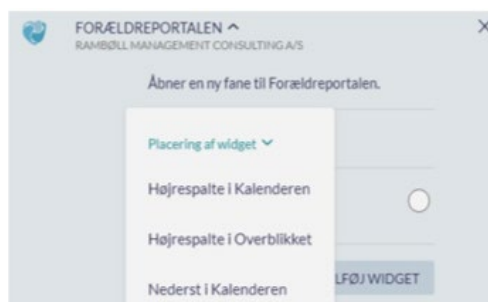 FORÆLDREPORTALEN
RAMBØLL MANAGEMENT CONSULTING A/S
Åbner en ny fane til Forældreportalen.
Placering af widget
Højrespalte i Kalenderen
Højrespalte i Overblikket
LFØJ WIDGET
Nederst i Kalenderen